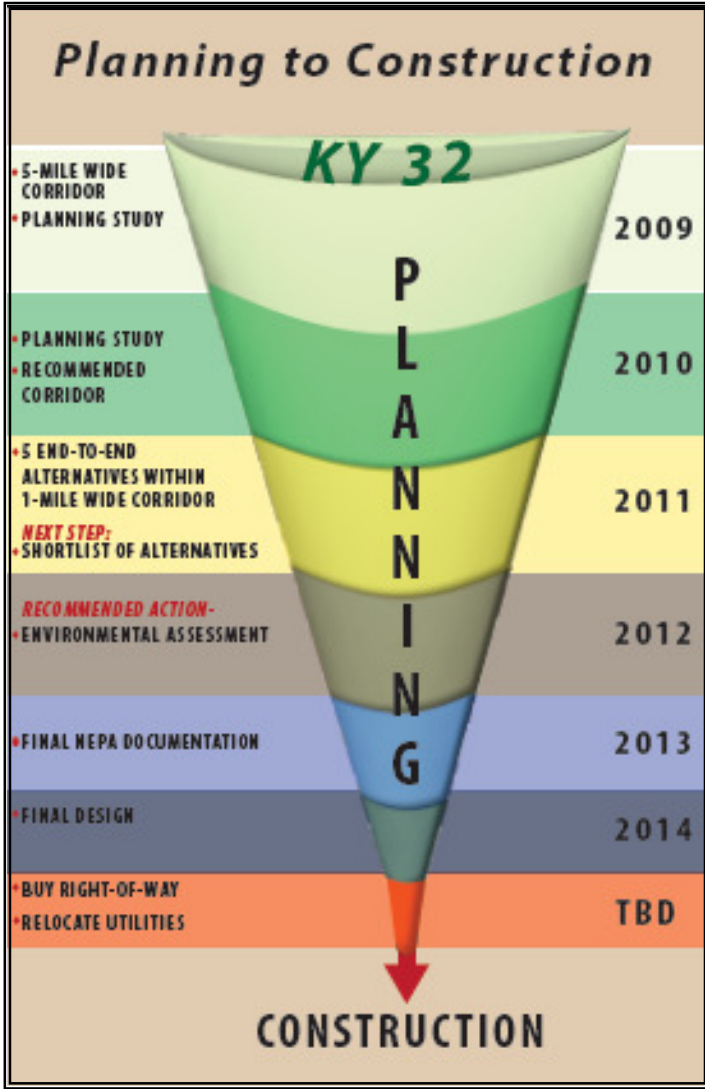 Planning to Construction
KY 32
• 5-MILE WIDE
CORRIDOR
• PLANNING STUDY
2009
• PLANNING STUDY
• RECOMMENDED
CORRIDOR
2010
• 5 END-TO-END
ALTERNATIVES WITHIN
1-MILE WIDE CORRIDOR
NEXT STEP:
• SHORTLIST OF ALTERNATIVES
2011
RECOMMENDED ACTION-
• ENVIRONMENTAL ASSESSMENT
2012
• FINAL NEPA DOCUMENTATION
2013
• FINAL DESIGN
2014
• BUY RIGHT-OF-WAY
• RELOCATE UTILITIES
TBD
PLANNING
CONSTRUCTION